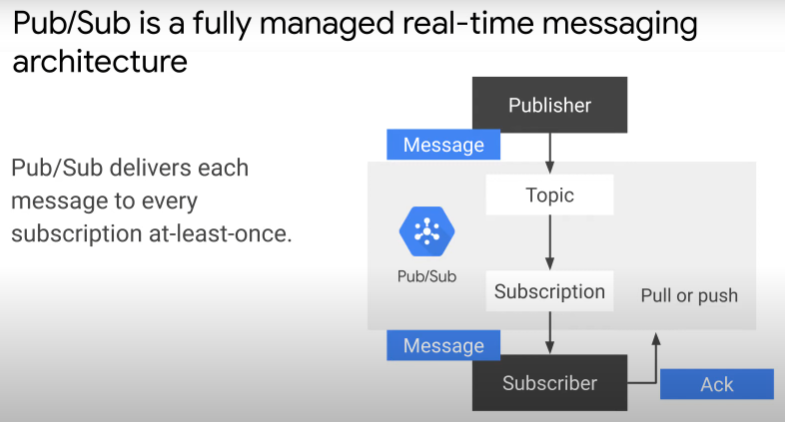 Pub/Sub is a fully managed real-time messaging
architecture
Pub/Sub delivers each
message to every
subscription at-least-once.
Publisher
Message
Topic
Pub/Sub
Subscription
Pull or push
Message
Subscriber
Ack